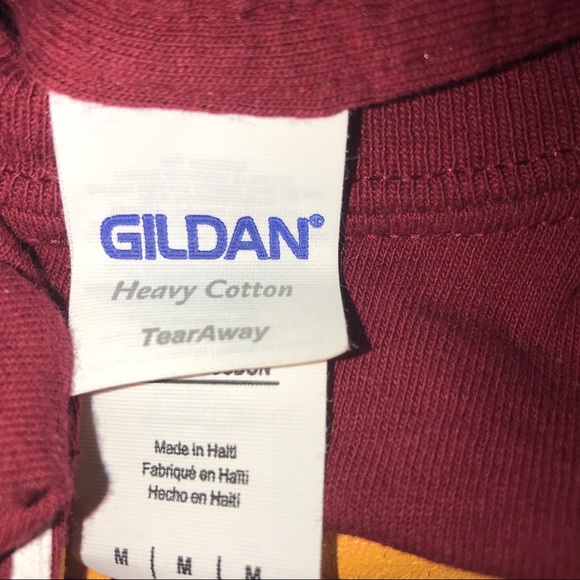 GILDAN®
Heavy Cotton
TearAway
Made in Haiti
Fabriqué en Haïti
Hecho en Haití
M ( M ( M